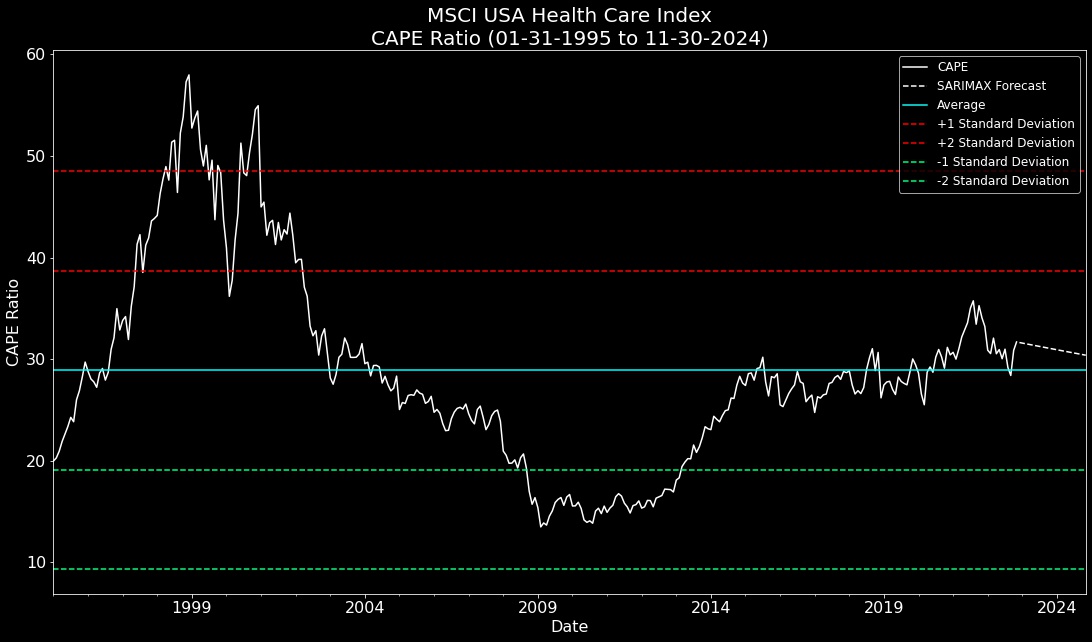 MSCI USA Health Care Index
CAPE Ratio (01-31-1995 to 11-30-2024)
CAPE
SARIMAX Forecast
Average
+1 Standard Deviation
+2 Standard Deviation
-1 Standard Deviation
-2 Standard Deviation
60
50
40
30
20
10
CAPE Ratio
1999
2004
2009
2014
2019
2024
Date